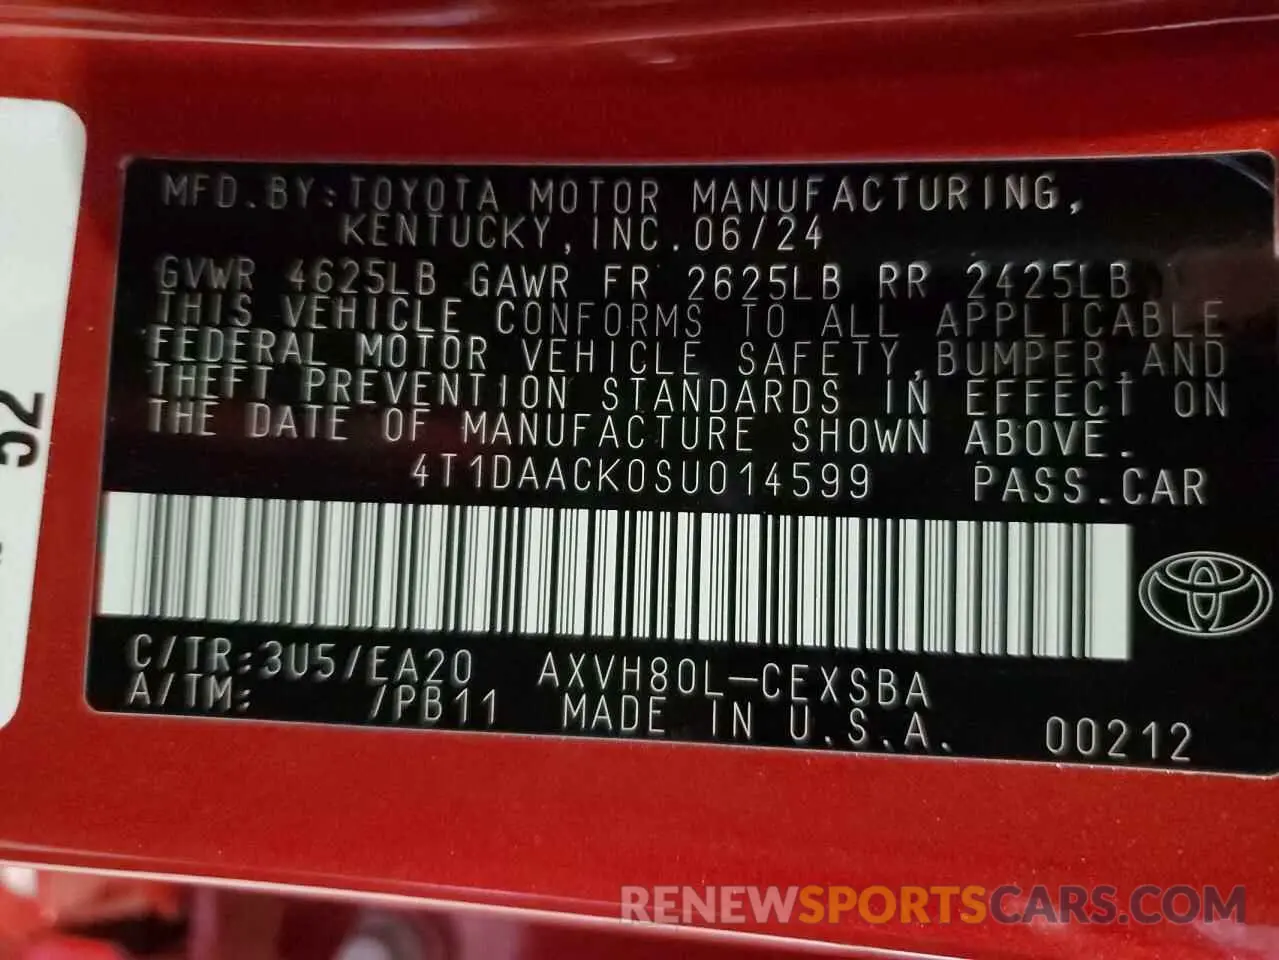 MFD.BY:TOYOTA MOTOR MANUFACTURING,
KENTUCKY,INC.06/24
GVWR 4625LB GAWR FR 2625LB RR 2425LB
THIS VEHICLE CONFORMS TO ALL APPLICABLE
FEDERAL MOTOR VEHICLE SAFETY,BUMPER,AND
THEFT PREVENTION STANDARDS IN EFFECT ON
THE DATE OF MANUFACTURE SHOWN ABOVE.
4T1DAACK0SU014599 PASS.CAR
C/TR:3U5/EA20 AXVH80L-CEXSBA
A/TM: /PB11 MADE IN U.S.A. 00212
52
RENEWSPORTSCARS.COM